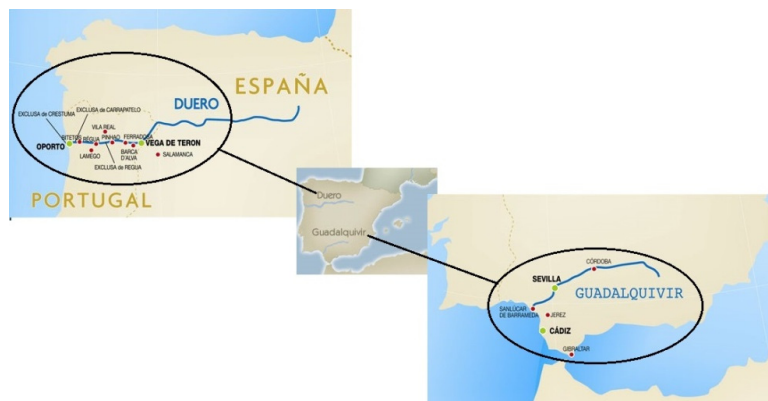 ESPAÑA
DUERO
EXCLUSA de CARRAPATELO
EXCLUSA de CRESTUMA
VILA REAL
BITETOS
REGUA
PINHAO
FERRADOSA
OPORTO
VEGA DE TERON
BARCA
D'ALVA
SALAMANCA
LAMEGO
EXCLUSA de REGUA
PORTUGAL
Duero
Guadalquivir
CÓRDOBA
SEVILLA
GUADALQUIVIR
SANLUCAR
DE BARRAMEDA
JEREZ
CÁDIZ
GIBRALTAR